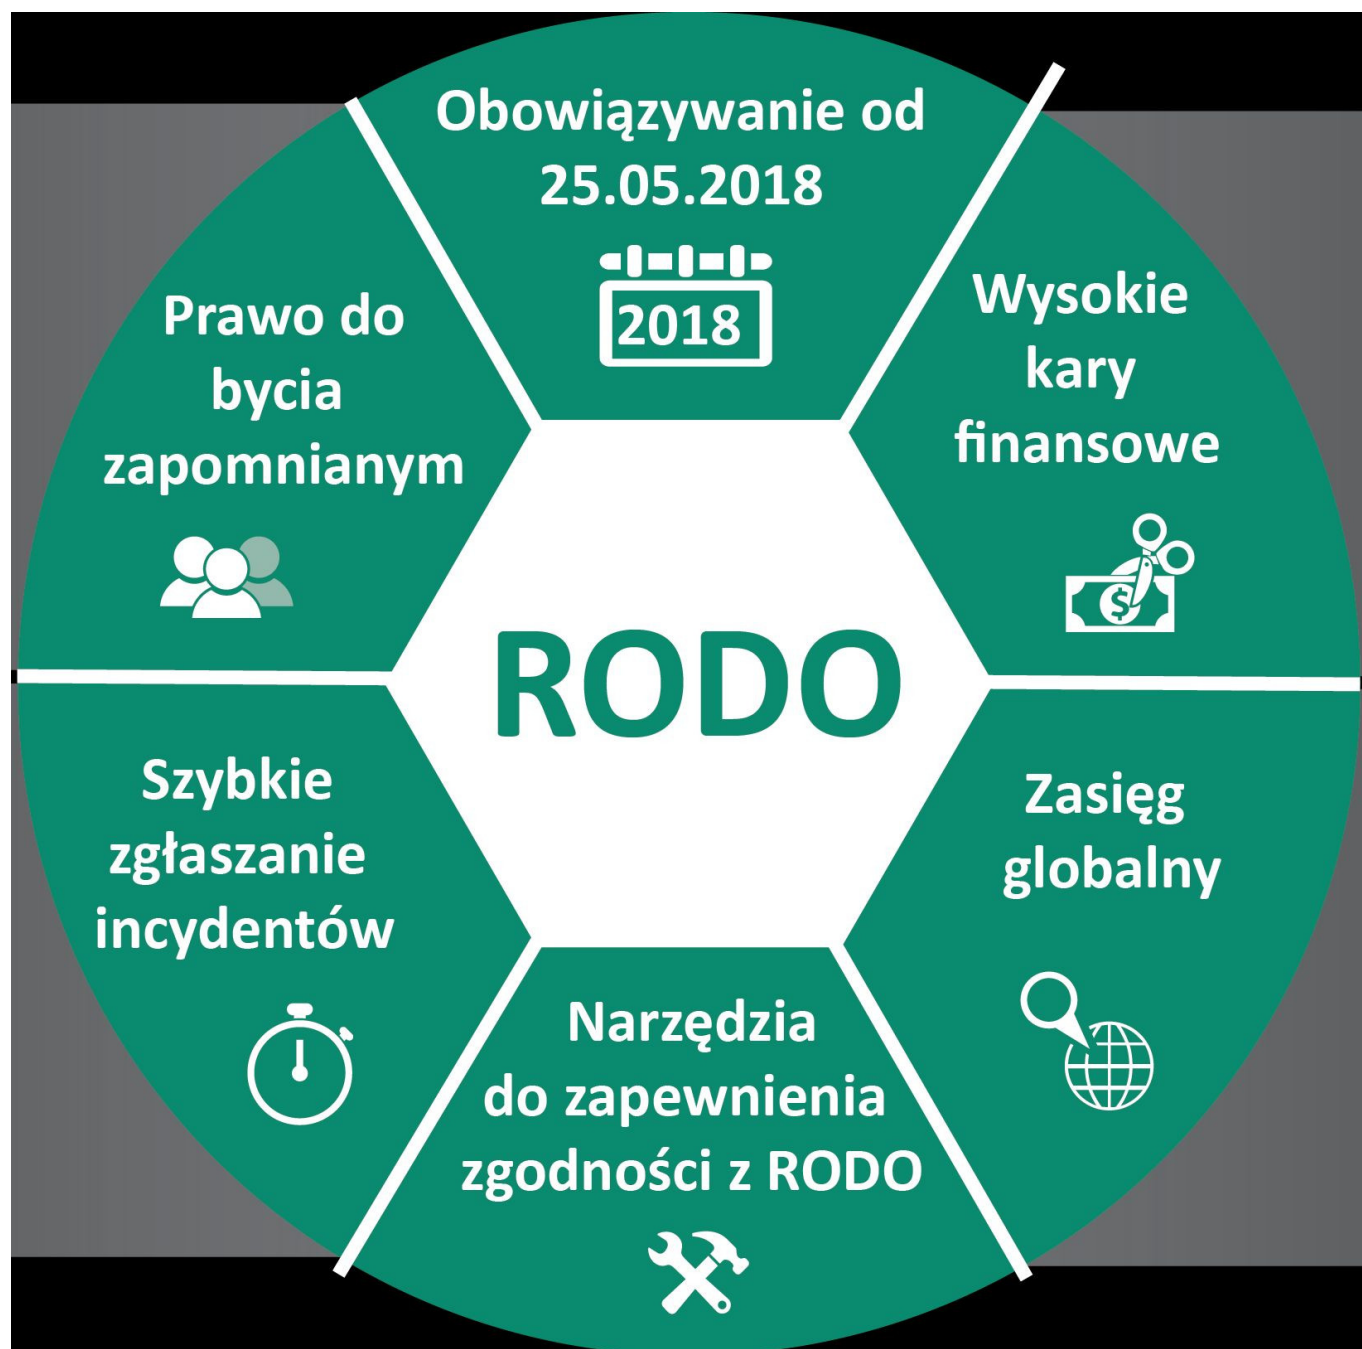 Obowiązywanie od
25.05.2018
2018
Wysokie
kary
finansowe
$
Zasięg
globalny
Narzędzia
do zapewnienia
zgodności z RODO
Szybkie
zgłaszanie
incydentów
Prawo do
bycia
zapomnianym
RODO